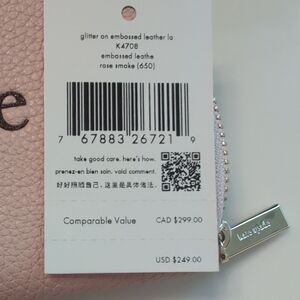 glitter on embossed leather la
K4708
embossed leathe
rose smoke (650)
7 67883 26721 9
take good care. here's how.
prenez-en bien soin. voici comment.
好好照顾自己，这里是具体做法.
Comparable Value CAD $299.00
USD $249.00
e
kate spade